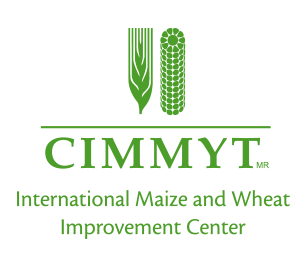 CIMMYT MR
International Maize and Wheat
Improvement Center